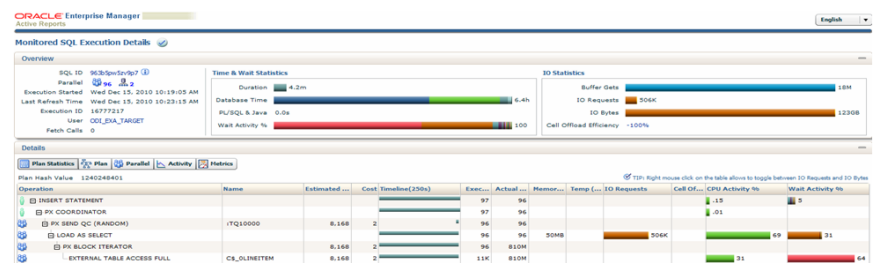 ORACLE Enterprise Manager
Active Reports
English
Monitored SQL Execution Details
Overview
SQL ID 963b5pw5zv9p7
Parallel 96 2
Execution Started Wed Dec 15, 2010 10:19:05 AM
Last Refresh Time Wed Dec 15, 2010 10:23:15 AM
Execution ID 16777217
User ODI_EXA_TARGET
Fetch Calls 0
Time & Wait Statistics
Duration 4.2m
Database Time 6.4h
PL/SQL & Java 0.0s
Wait Activity % 100
IO Statistics
Buffer Gets 18M
IO Requests 506K
IO Bytes 123GB
Cell Offload Efficiency -100%
Details
Plan Statistics Plan Parallel Activity Metrics
Plan Hash Value 1240248401
TIP: Right mouse click on the table allows to toggle between IO Requests and IO Bytes
Operation Name Estimated ... Cost Timeline(250s) Exec... Actual ... Memor... Temp (... IO Requests Cell Of... CPU Activity % Wait Activity %
INSERT STATEMENT 97 96 .15 5
PX COORDINATOR 97 96 .01
PX SEND QC (RANDOM) :TQ10000 8,168 2 96 96
LOAD AS SELECT 96 96 50MB 506K 69 31
PX BLOCK ITERATOR 8,168 2 96 810M
EXTERNAL TABLE ACCESS FULL C$_0LINEITEM 8,168 2 11K 810M 31 64